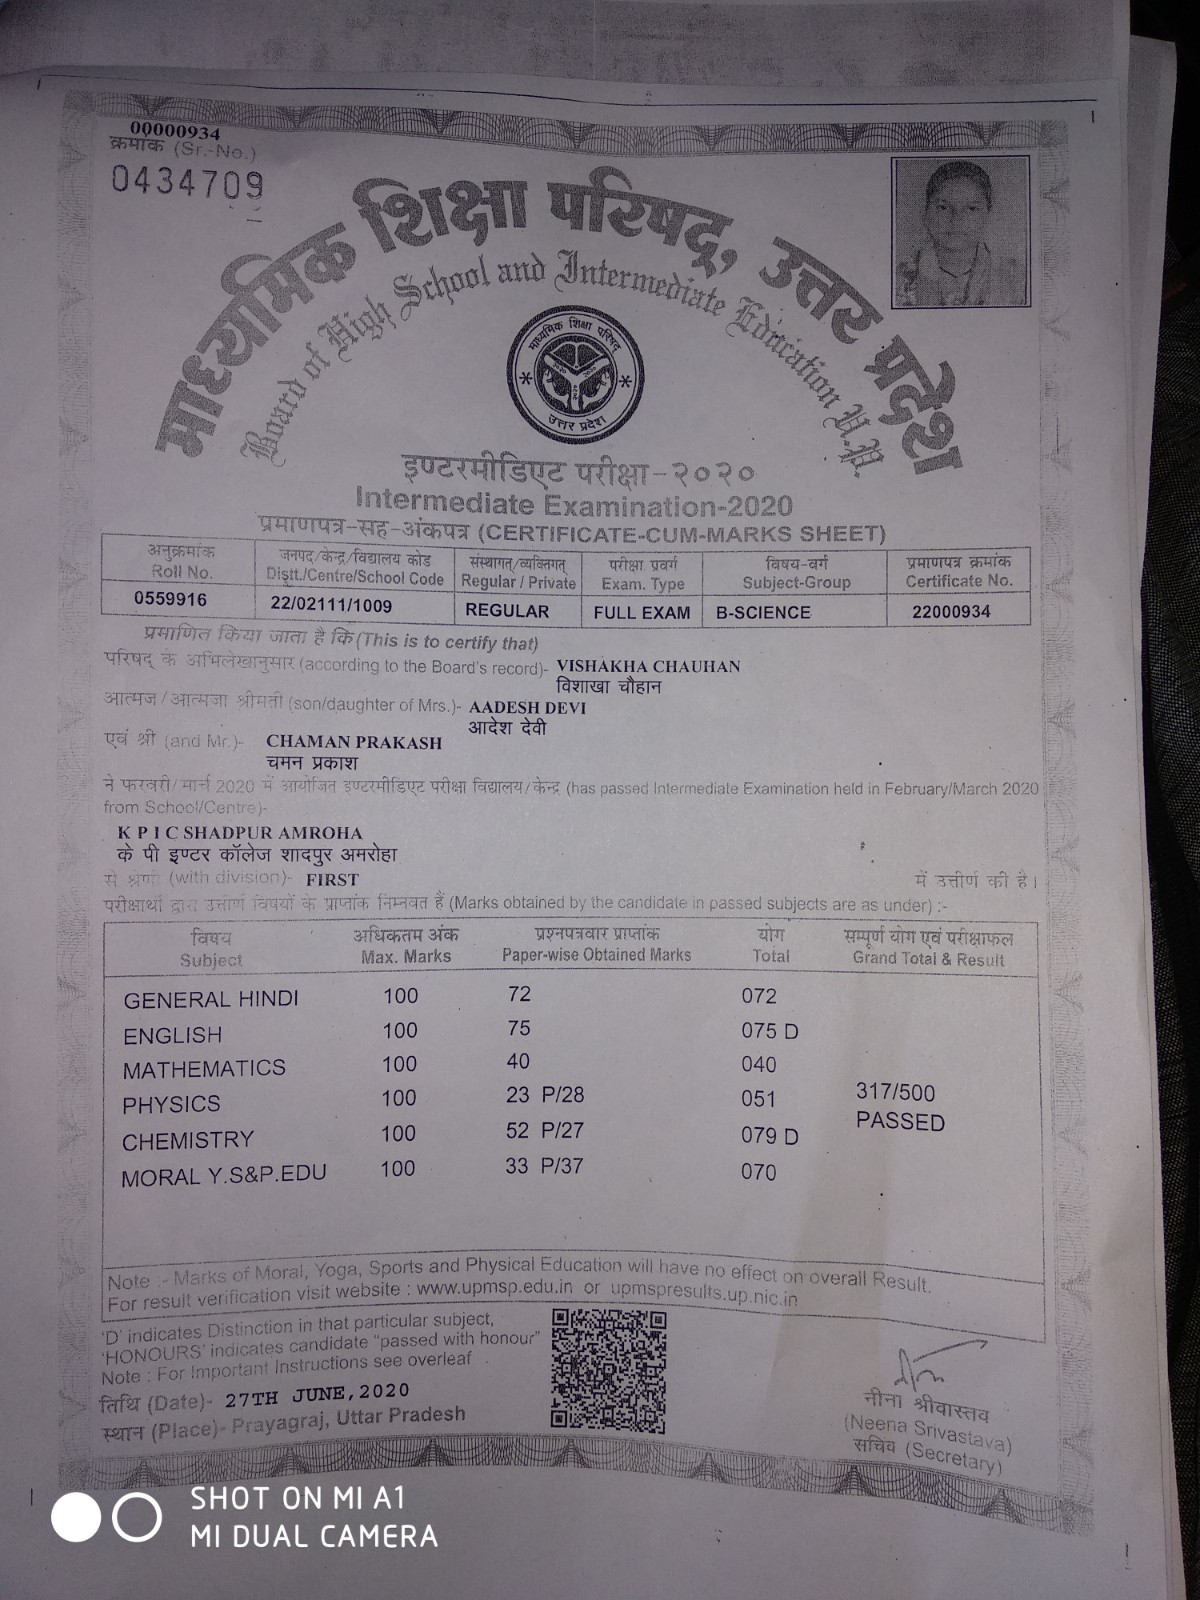 00000934
क्रमांक (Sr.-No.)
0434709
माध्यमिक शिक्षा परिषद्, उत्तर प्रदेश
Board of High School and Intermediate Education U.P.
माध्यमिक शिक्षा परिषद्
उत्तर प्रदेश
इण्टरमीडिएट परीक्षा-२०२०
Intermediate Examination-2020
प्रमाणपत्र-सह-अंकपत्र (CERTIFICATE-CUM-MARKS SHEET)
अनुक्रमांक जनपद/केन्द्र/विद्यालय कोड संस्थागत/व्यक्तिगत परीक्षा प्रवर्ग विषय-वर्ग प्रमाणपत्र क्रमांक
Roll No. Distt./Centre/School Code Regular / Private Exam. Type Subject-Group Certificate No.
0559916 22/02111/1009 REGULAR FULL EXAM B-SCIENCE 22000934
प्रमाणित किया जाता है कि (This is to certify that)
परिषद् के अभिलेखानुसार (according to the Board's record)- VISHAKHA CHAUHAN
विशाखा चौहान
आत्मज/आत्मजा श्रीमती (son/daughter of Mrs.)- AADESH DEVI
आदेश देवी
एवं श्री (and Mr.)- CHAMAN PRAKASH
चमन प्रकाश
ने फरवरी/मार्च 2020 में आयोजित इण्टरमीडिएट परीक्षा विद्यालय/केन्द्र (has passed Intermediate Examination held in February/March 2020
from School/Centre)-
K P I C SHADPUR AMROHA
के पी इण्टर कॉलेज शादपुर अमरोहा
से श्रेणी (with division)- FIRST में उत्तीर्ण की है।
परीक्षार्थी द्वारा उत्तीर्ण विषयों के प्राप्तांक निम्नवत हैं (Marks obtained by the candidate in passed subjects are as under) :-
विषय अधिकतम अंक प्रश्नपत्रवार प्राप्तांक योग सम्पूर्ण योग एवं परीक्षाफल
Subject Max. Marks Paper-wise Obtained Marks Total Grand Total & Result
GENERAL HINDI 100 72 072
ENGLISH 100 75 075 D
MATHEMATICS 100 40 040
PHYSICS 100 23 P/28 051 317/500
PASSED
CHEMISTRY 100 52 P/27 079 D
MORAL Y.S&P.EDU 100 33 P/37 070
Note :- Marks of Moral, Yoga, Sports and Physical Education will have no effect on overall Result.
For result verification visit website : www.upmsp.edu.in or upmspresults.up.nic.in
'D' indicates Distinction in that particular subject,
'HONOURS' indicates candidate "passed with honour"
Note : For Important Instructions see overleaf
तिथि (Date)- 27TH JUNE, 2020
स्थान (Place)- Prayagraj, Uttar Pradesh
नीना श्रीवास्तव
(Neena Srivastava)
सचिव (Secretary)
SHOT ON MI A1
MI DUAL CAMERA